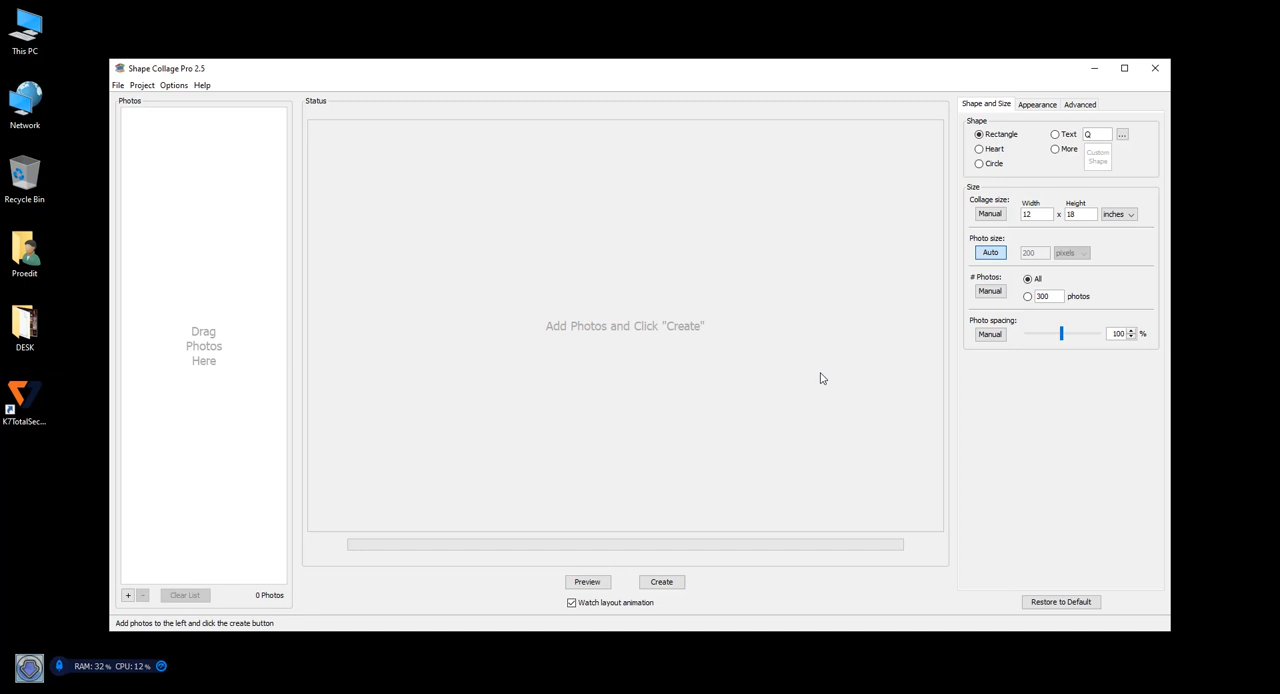 This PC
Network
Recycle Bin
Proedit
DESK
K7TotalSec...
Shape Collage Pro 2.5
File Project Options Help
Photos
Drag
Photos
Here
+ - Clear List 0 Photos
Add photos to the left and click the create button
Status
Add Photos and Click "Create"
Preview Create
Watch layout animation
Shape and Size Appearance Advanced
Shape
Rectangle Text Q ...
Heart More Custom Shape
Circle
Size
Collage size: Width Height
Manual 12 x 18 inches
Photo size:
Auto 200 pixels
# Photos: All
Manual 300 photos
Photo spacing:
Manual 100 %
Restore to Default
RAM: 32 % CPU: 12 %